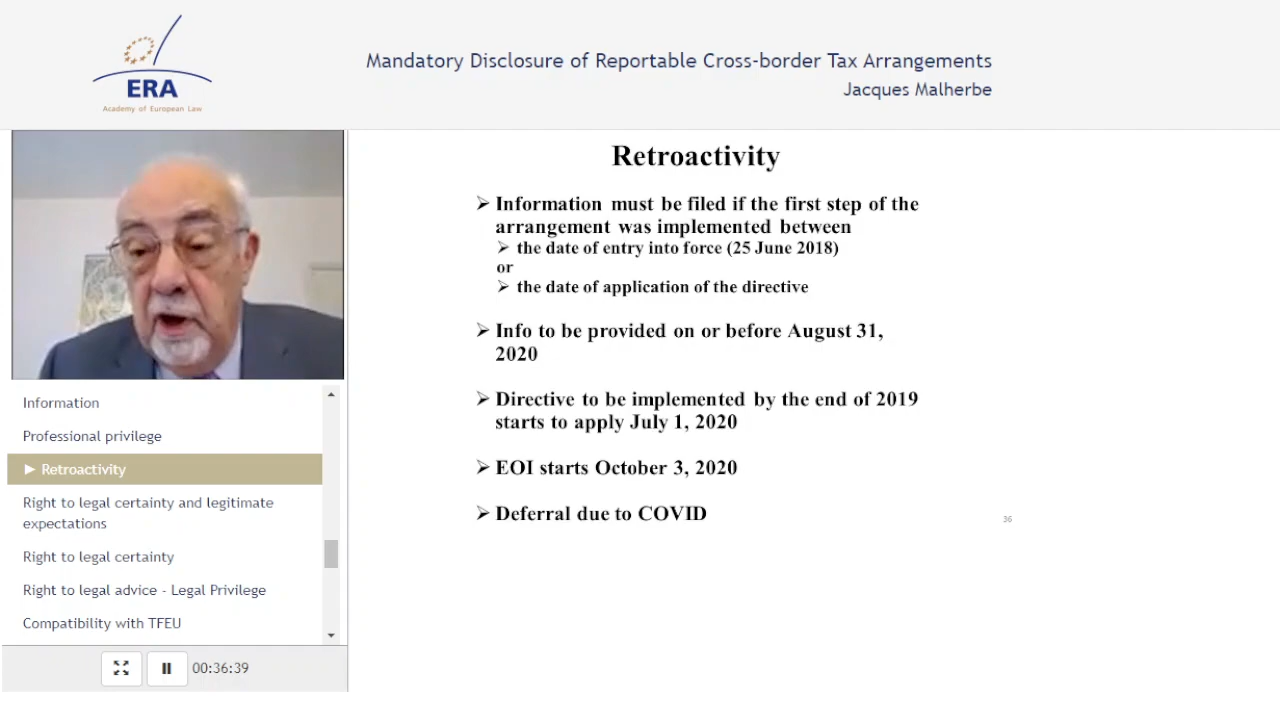 ERA
Academy of European Law
Mandatory Disclosure of Reportable Cross-border Tax Arrangements
Jacques Malherbe
Information
Professional privilege
► Retroactivity
Right to legal certainty and legitimate
expectations
Right to legal certainty
Right to legal advice - Legal Privilege
Compatibility with TFEU
00:36:39
Retroactivity
➢ Information must be filed if the first step of the
arrangement was implemented between
➢ the date of entry into force (25 June 2018)
or
➢ the date of application of the directive
➢ Info to be provided on or before August 31,
2020
➢ Directive to be implemented by the end of 2019
starts to apply July 1, 2020
➢ EOI starts October 3, 2020
➢ Deferral due to COVID
36